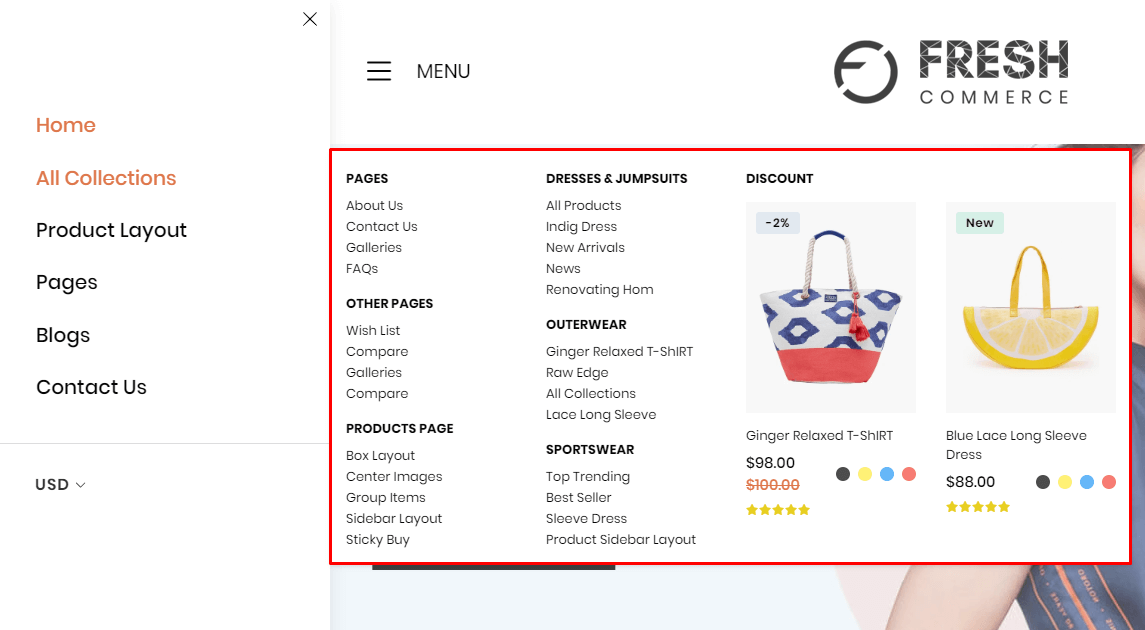 MENU
FRESH
COMMERCE
Home
All Collections
Product Layout
Pages
Blogs
Contact Us
USD
PAGES
About Us
Contact Us
Galleries
FAQs
OTHER PAGES
Wish List
Compare
Galleries
Compare
PRODUCTS PAGE
Box Layout
Center Images
Group Items
Sidebar Layout
Sticky Buy
DRESSES & JUMPSUITS
All Products
Indig Dress
New Arrivals
News
Renovating Hom
OUTERWEAR
Ginger Relaxed T-ShIRT
Raw Edge
All Collections
Lace Long Sleeve
SPORTSWEAR
Top Trending
Best Seller
Sleeve Dress
Product Sidebar Layout
DISCOUNT
-2%
Ginger Relaxed T-ShIRT
$98.00
$100.00
New
Blue Lace Long Sleeve
Dress
$88.00